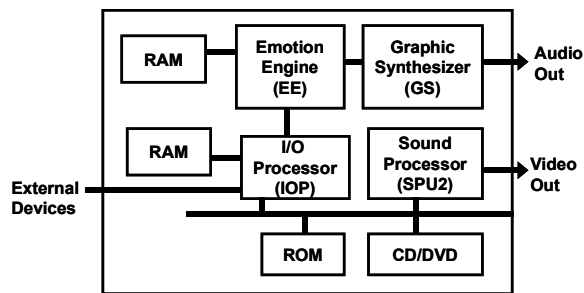 RAM
Emotion
Engine
(EE)
Graphic
Synthesizer
(GS)
Audio
Out
RAM
I/O
Processor
(IOP)
Sound
Processor
(SPU2)
Video
Out
External
Devices
ROM
CD/DVD